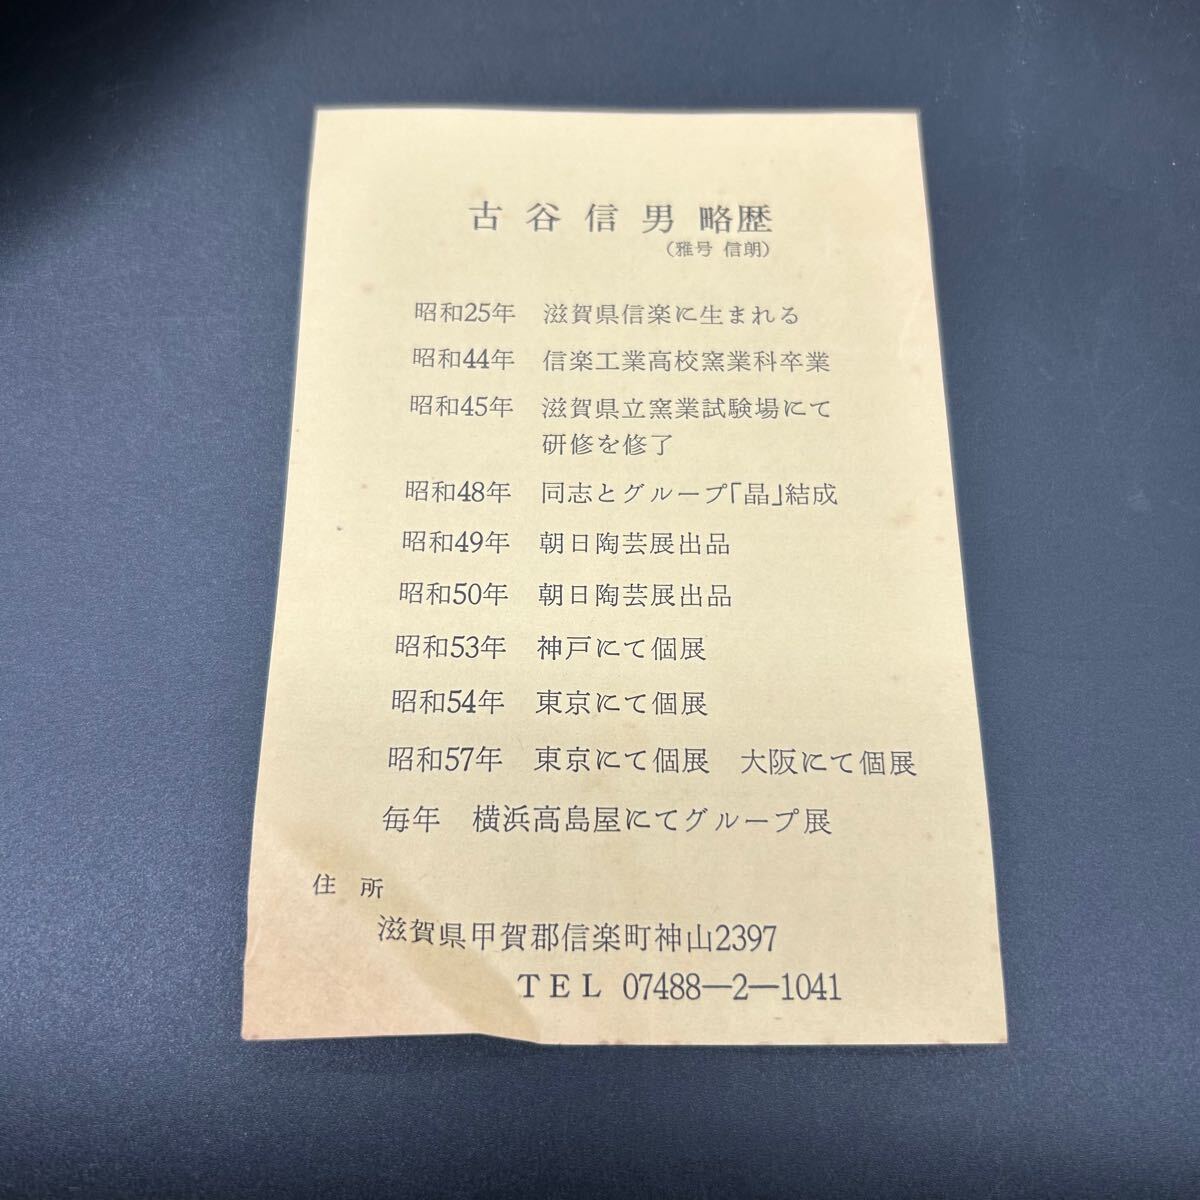 古谷信男 略歴
（雅号 信朗）
昭和25年 滋賀県信楽に生まれる
昭和44年 信楽工業高校窯業科卒業
昭和45年 滋賀県立窯業試験場にて
研修を修了
昭和48年 同志とグループ「晶」結成
昭和49年 朝日陶芸展出品
昭和50年 朝日陶芸展出品
昭和53年 神戸にて個展
昭和54年 東京にて個展
昭和57年 東京にて個展 大阪にて個展
毎年 横浜高島屋にてグループ展
住所
滋賀県甲賀郡信楽町神山2397
TEL 07488—2—1041